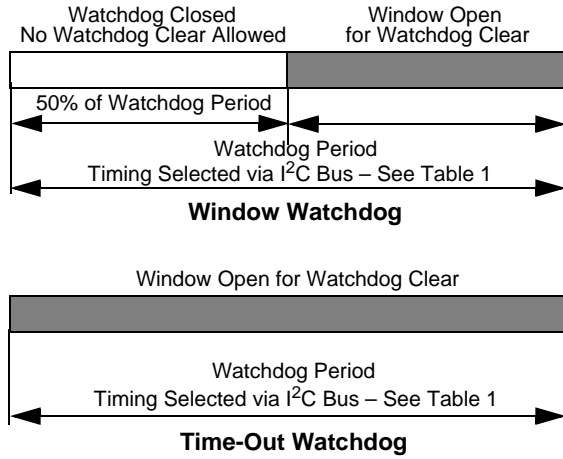 Watchdog Closed
No Watchdog Clear Allowed
Window Open
for Watchdog Clear
50% of Watchdog Period
Watchdog Period
Timing Selected via I²C Bus – See Table 1
Window Watchdog
Window Open for Watchdog Clear
Watchdog Period
Timing Selected via I²C Bus – See Table 1
Time-Out Watchdog